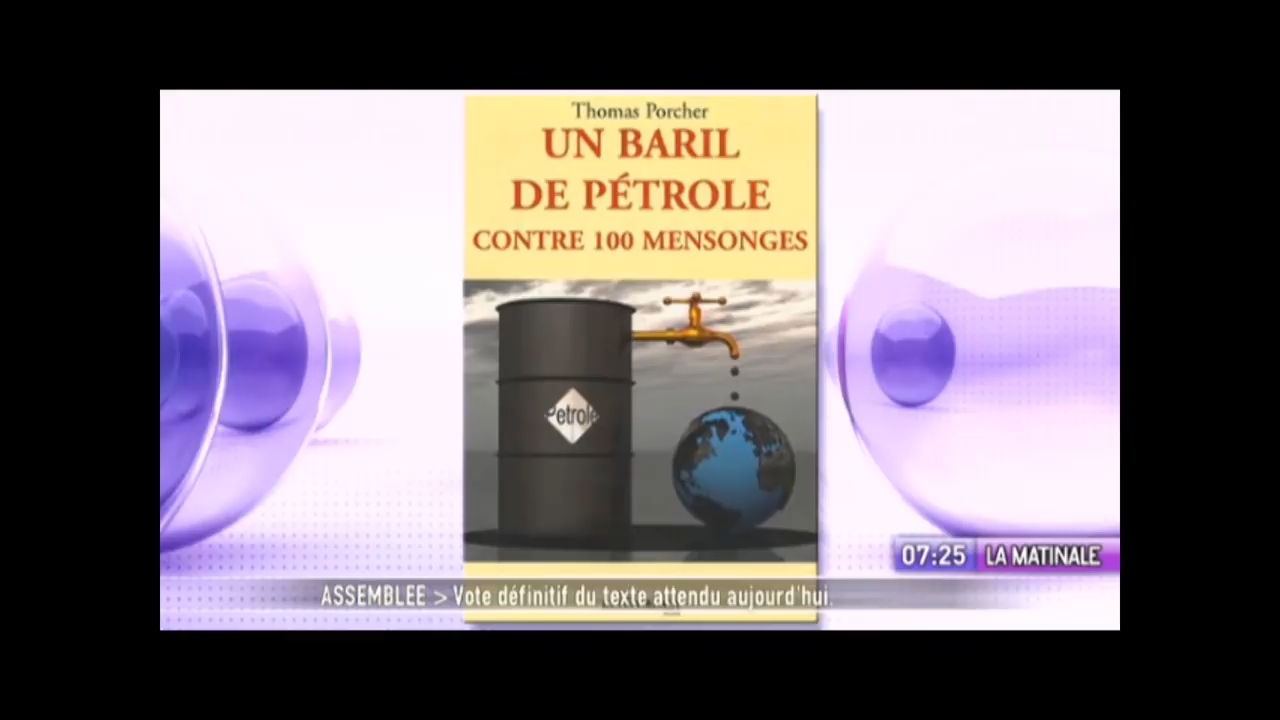 Thomas Porcher
UN BARIL
DE PÉTROLE
CONTRE 100 MENSONGES
Petrole
07:25 LA MATINALE
ASSEMBLEE > Vote définitif du texte attendu aujourd'hui.